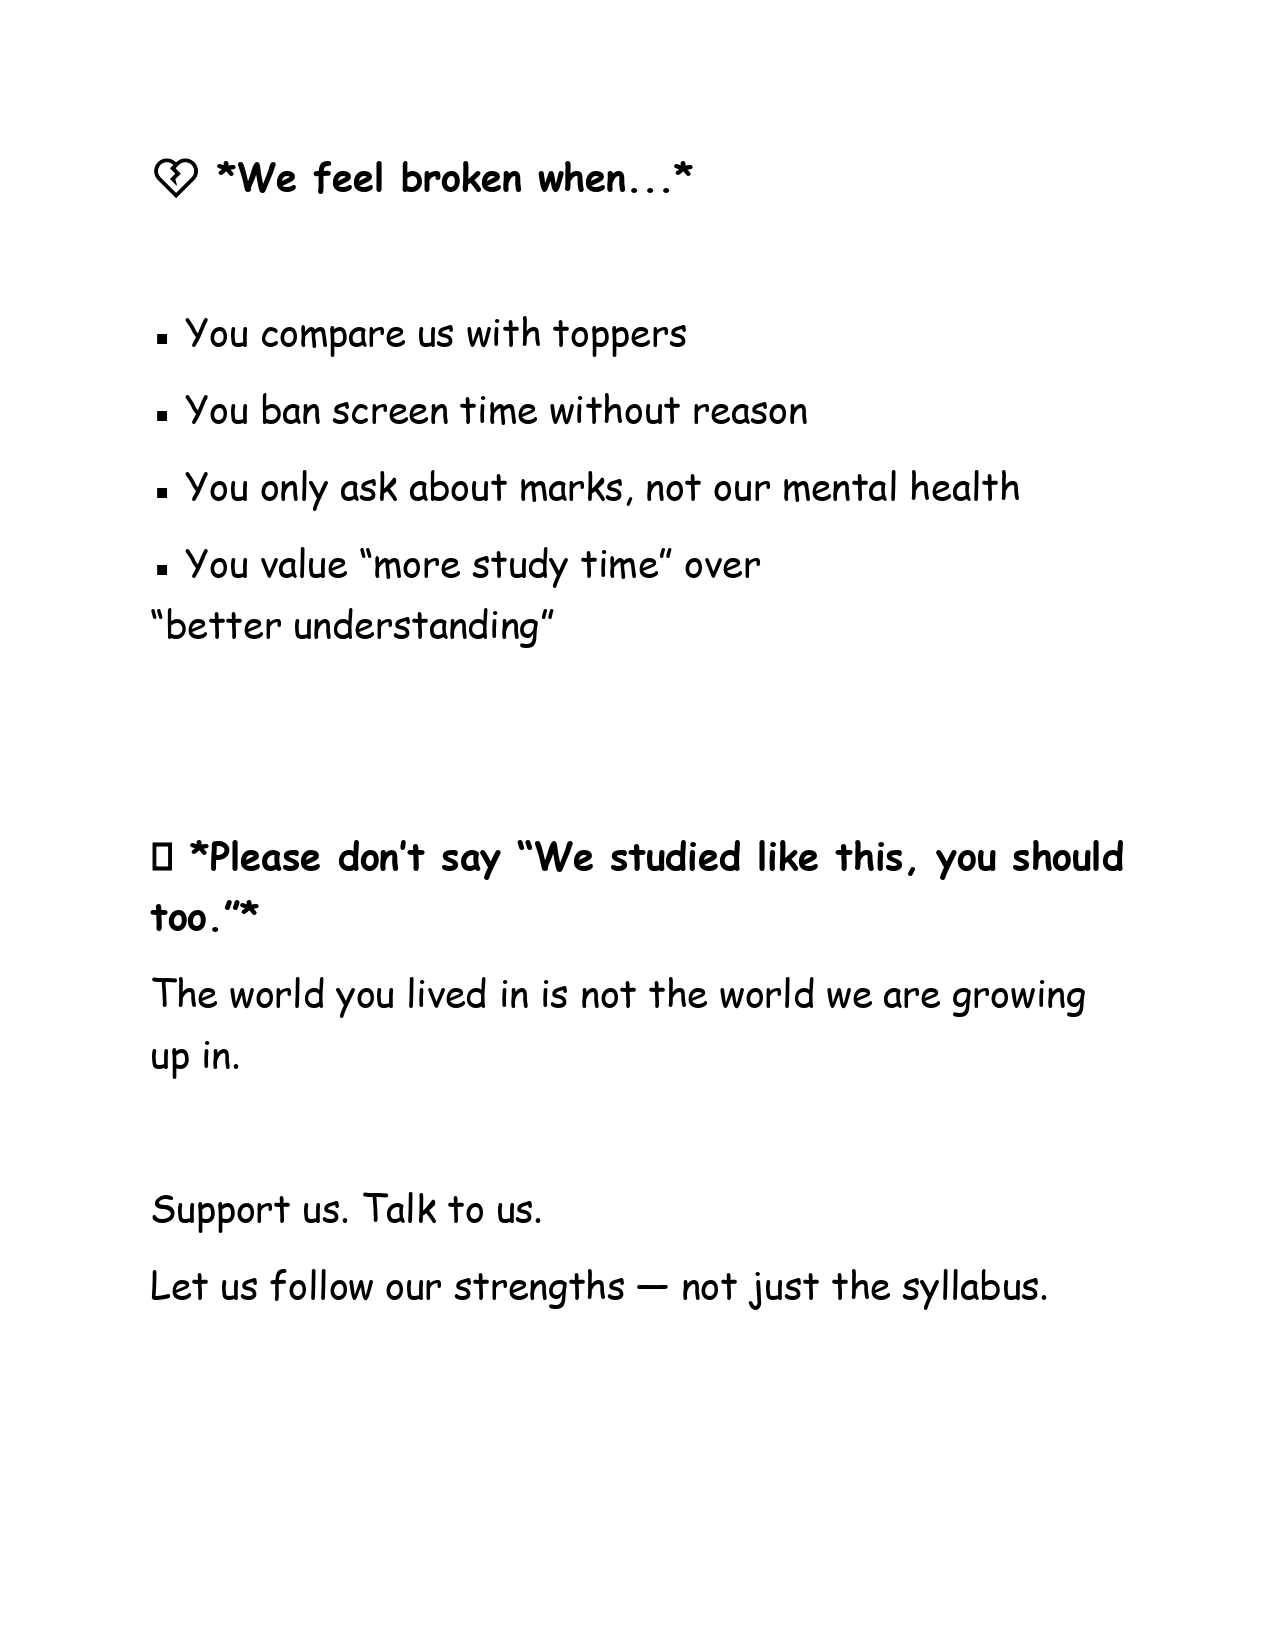 💔 *We feel broken when...*
▪ You compare us with toppers
▪ You ban screen time without reason
▪ You only ask about marks, not our mental health
▪ You value “more study time” over
“better understanding”
▯ *Please don’t say “We studied like this, you should
too.”*
The world you lived in is not the world we are growing
up in.
Support us. Talk to us.
Let us follow our strengths — not just the syllabus.